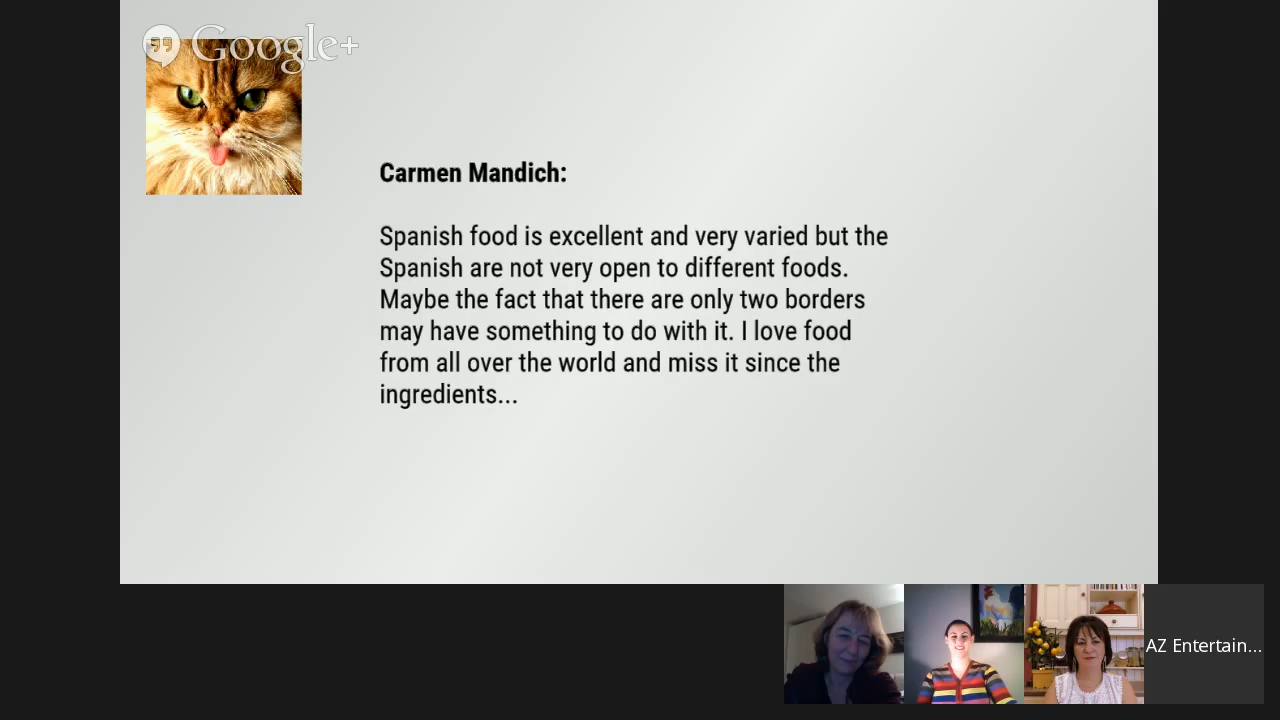 Google+
Carmen Mandich:
Spanish food is excellent and very varied but the
Spanish are not very open to different foods.
Maybe the fact that there are only two borders
may have something to do with it. I love food
from all over the world and miss it since the
ingredients...
AZ Entertain...